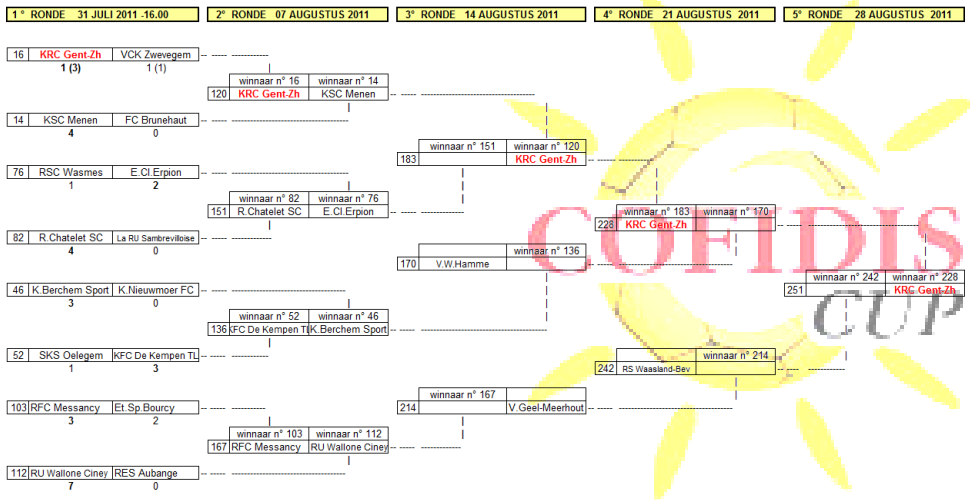 1 ° RONDE 31 JULI 2011 -16.00
2° RONDE 07 AUGUSTUS 2011
3° RONDE 14 AUGUSTUS 2011
4° RONDE 21 AUGUSTUS 2011
5° RONDE 28 AUGUSTUS 2011
16 KRC Gent-Zh VCK Zwevegem
1 (3) 1 (1)
14 KSC Menen FC Brunehaut
4 0
76 RSC Wasmes E.Cl.Erpion
1 2
82 R.Chatelet SC La RU Sambrevilloise
4 0
46 K.Berchem Sport K.Nieuwmoer FC
3 0
52 SKS Oelegem KFC De Kempen TL
1 3
103 RFC Messancy Et.Sp.Bourcy
3 2
112 RU Wallone Ciney RES Aubange
7 0
winnaar n° 16 winnaar n° 14
120 KRC Gent-Zh KSC Menen
winnaar n° 82 winnaar n° 76
151 R.Chatelet SC E.Cl.Erpion
winnaar n° 52 winnaar n° 46
136 KFC De Kempen TL K.Berchem Sport
winnaar n° 103 winnaar n° 112
167 RFC Messancy RU Wallone Ciney
winnaar n° 151 winnaar n° 120
183 KRC Gent-Zh
winnaar n° 136
170 V.W.Hamme
winnaar n° 167
214 V.Geel-Meerhout
winnaar n° 183 winnaar n° 170
228 KRC Gent-Zh
winnaar n° 214
242 RS Waasland-Bev
winnaar n° 242 winnaar n° 228
251 KRC Gent-Zh
COFIDIS
CUP